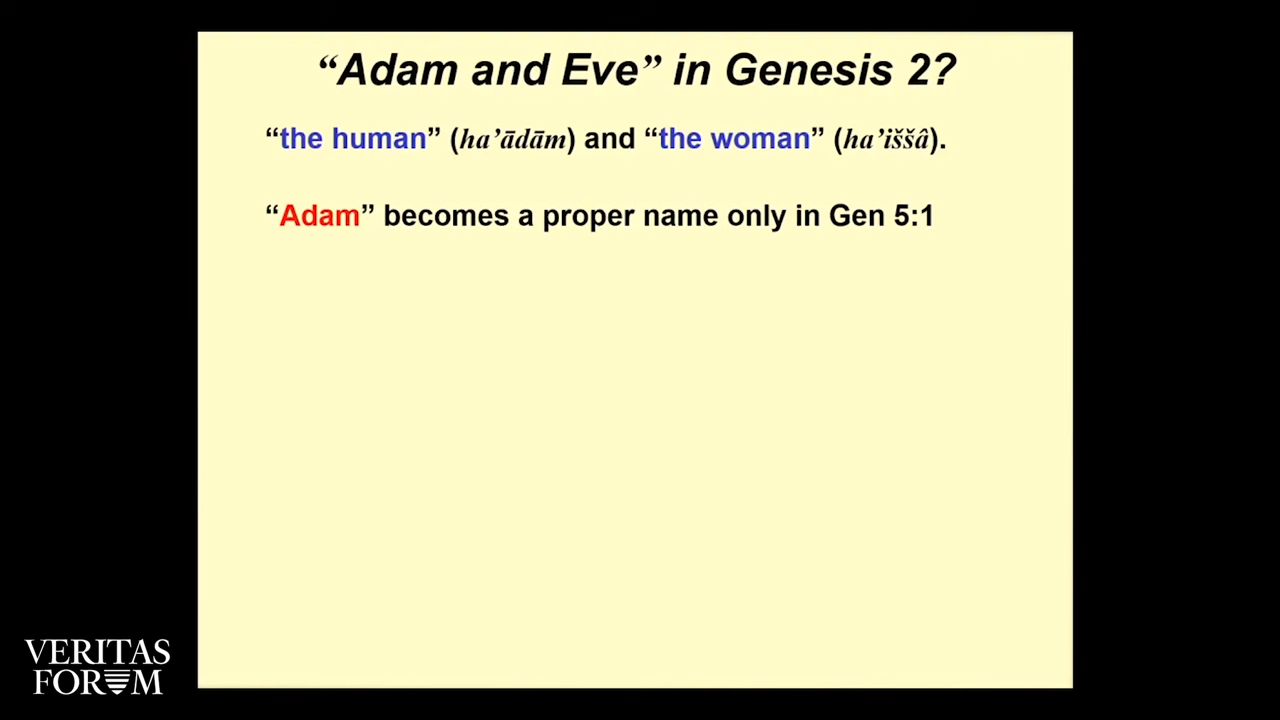 “Adam and Eve” in Genesis 2?
“the human” (ha’ādām) and “the woman” (ha’iššâ).
“Adam” becomes a proper name only in Gen 5:1
VERITAS
FORUM